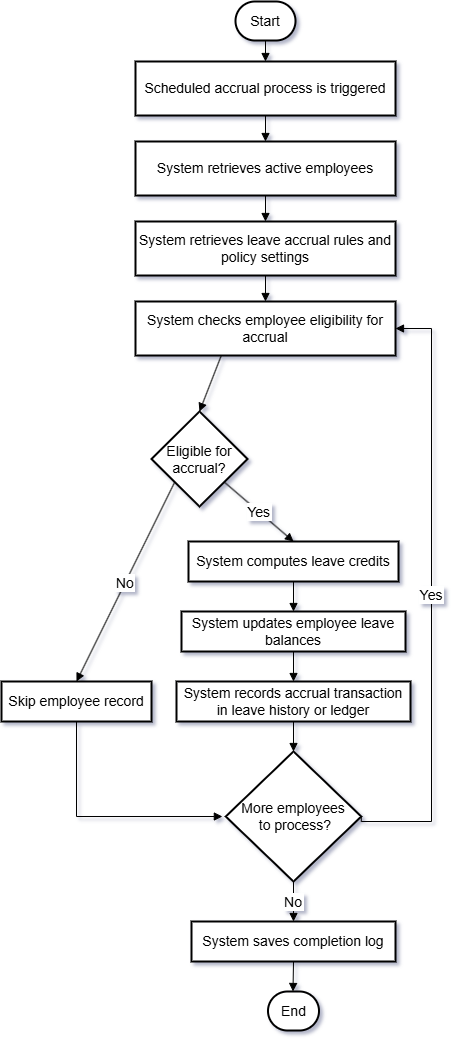 Start
Scheduled accrual process is triggered
System retrieves active employees
System retrieves leave accrual rules and
policy settings
System checks employee eligibility for
accrual
Eligible for
accrual?
Yes
System computes leave credits
No
Yes
System updates employee leave
balances
Skip employee record
System records accrual transaction
in leave history or ledger
More employees
to process?
No
System saves completion log
End